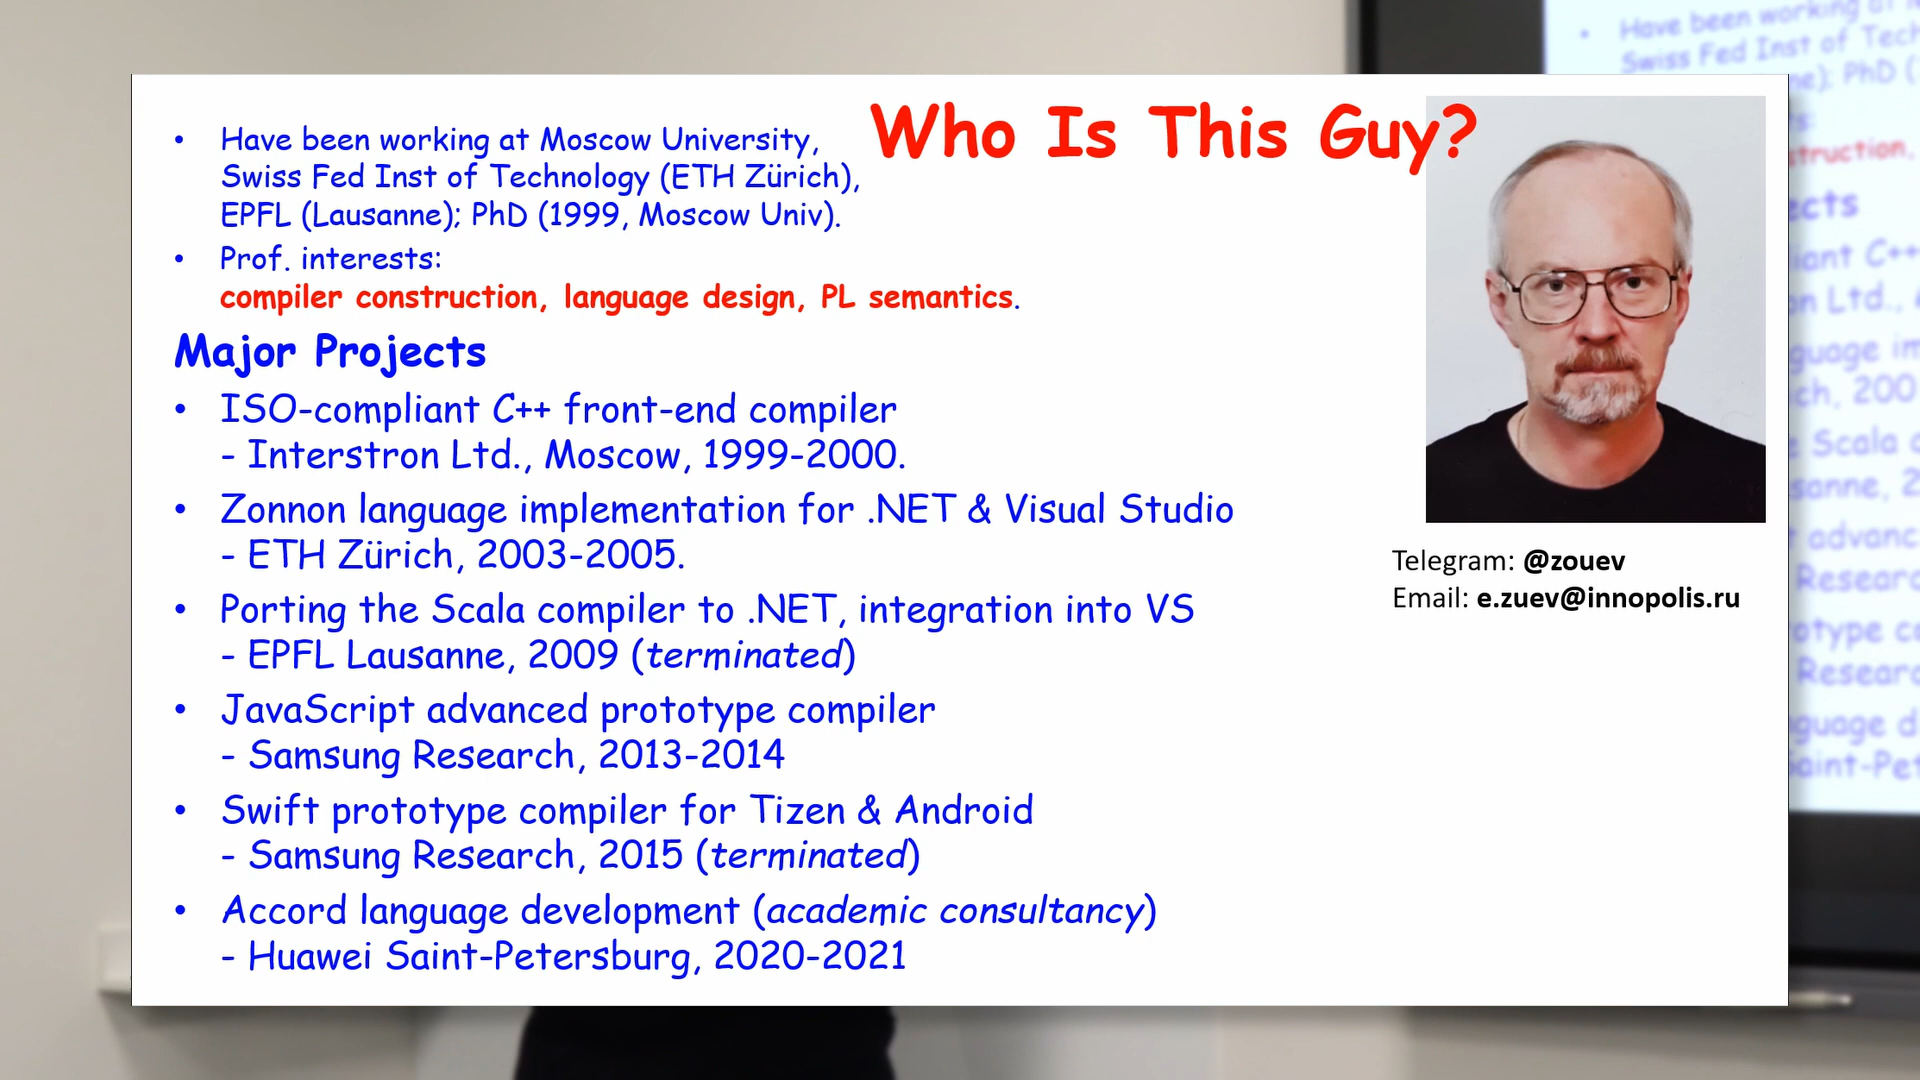 Who Is This Guy?
• Have been working at Moscow University,
Swiss Fed Inst of Technology (ETH Zürich),
EPFL (Lausanne); PhD (1999, Moscow Univ).
• Prof. interests:
compiler construction, language design, PL semantics.
Major Projects
• ISO-compliant C++ front-end compiler
- Interstron Ltd., Moscow, 1999-2000.
• Zonnon language implementation for .NET & Visual Studio
- ETH Zürich, 2003-2005.
• Porting the Scala compiler to .NET, integration into VS
- EPFL Lausanne, 2009 (terminated)
• JavaScript advanced prototype compiler
- Samsung Research, 2013-2014
• Swift prototype compiler for Tizen & Android
- Samsung Research, 2015 (terminated)
• Accord language development (academic consultancy)
- Huawei Saint-Petersburg, 2020-2021
Telegram: @zouev
Email: e.zuev@innopolis.ru